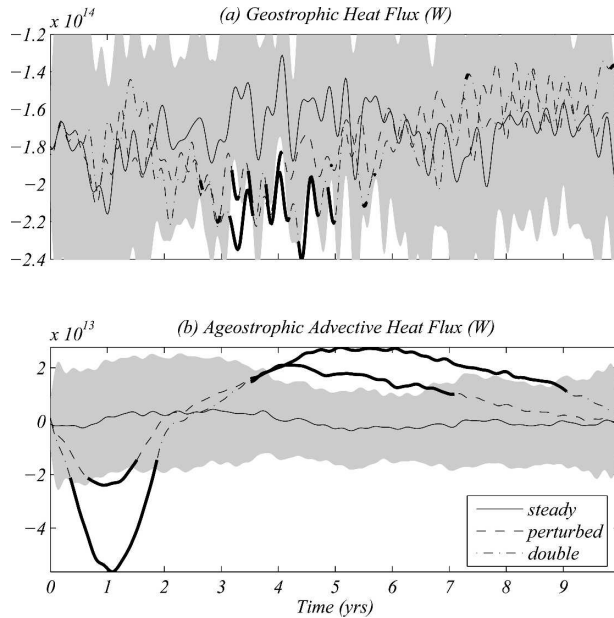 (a) Geostrophic Heat Flux (W)
x 10^14
−1.2
−1.4
−1.6
−1.8
−2
−2.2
−2.4
(b) Ageostrophic Advective Heat Flux (W)
x 10^13
2
0
−2
−4
steady
perturbed
double
0 1 2 3 4 5 6 7 8 9
Time (yrs)